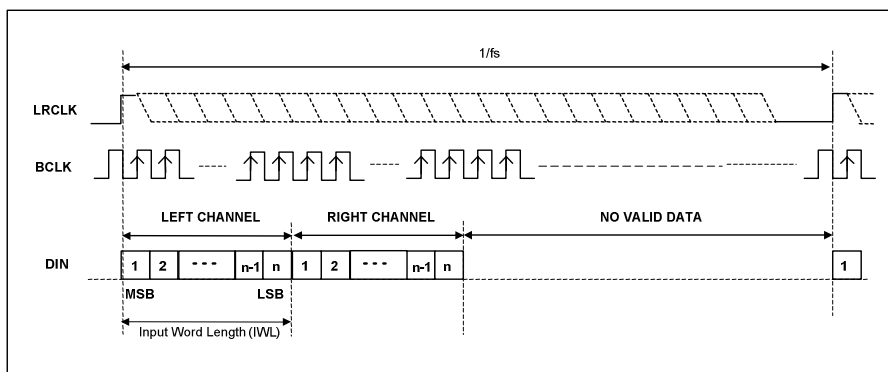 1/fs
LRCLK
BCLK
LEFT CHANNEL RIGHT CHANNEL NO VALID DATA
DIN 1 2 n-1 n 1 2 n-1 n 1
MSB LSB
Input Word Length (IWL)